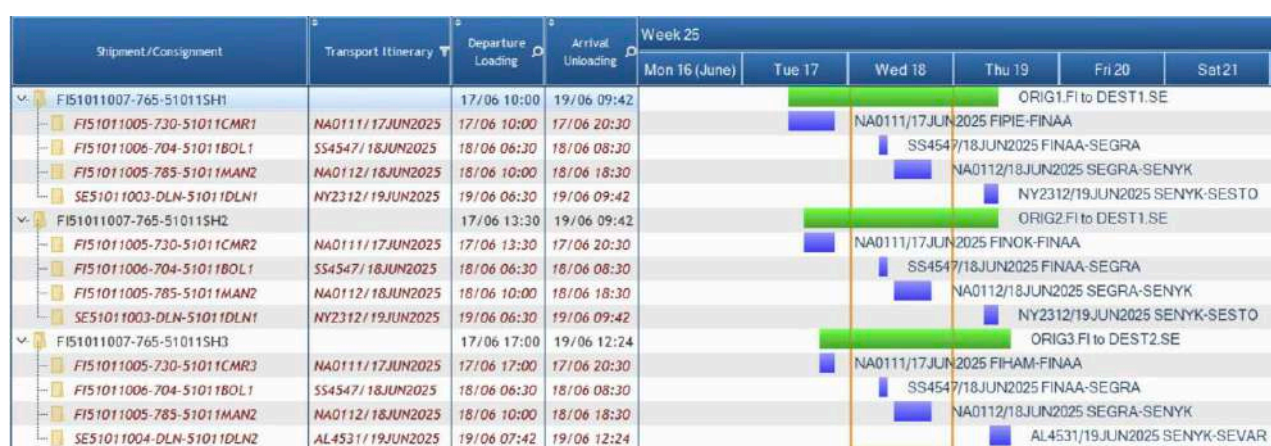 Week 25
Shipment/Consignment Transport Itinerary Departure Loading Arrival Unloading Mon 16 (June) Tue 17 Wed 18 Thu 19 Fri 20 Sat 21
FI51011007-765-51011SH1 17/06 10:00 19/06 09:42 ORIG1.FI to DEST1.SE
FI51011005-730-51011CMR1 NA0111/17JUN2025 17/06 10:00 17/06 20:30 NA0111/17JUN2025 FIPIE-FINAA
FI51011006-704-51011BOL1 SS4547/18JUN2025 18/06 06:30 18/06 08:30 SS4547/18JUN2025 FINAA-SEGRA
FI51011005-785-51011MAN2 NA0112/18JUN2025 18/06 10:00 18/06 18:30 NA0112/18JUN2025 SEGRA-SENYK
SE51011003-DLN-51011DLN1 NY2312/19JUN2025 19/06 06:30 19/06 09:42 NY2312/19JUN2025 SENYK-SESTO
FI51011007-765-51011SH2 17/06 13:30 19/06 09:42 ORIG2.FI to DEST1.SE
FI51011005-730-51011CMR2 NA0111/17JUN2025 17/06 13:30 17/06 20:30 NA0111/17JUN2025 FINOK-FINAA
FI51011006-704-51011BOL1 SS4547/18JUN2025 18/06 06:30 18/06 08:30 SS4547/18JUN2025 FINAA-SEGRA
FI51011005-785-51011MAN2 NA0112/18JUN2025 18/06 10:00 18/06 18:30 NA0112/18JUN2025 SEGRA-SENYK
SE51011003-DLN-51011DLN1 NY2312/19JUN2025 19/06 06:30 19/06 09:42 NY2312/19JUN2025 SENYK-SESTO
FI51011007-765-51011SH3 17/06 17:00 19/06 12:24 ORIG3.FI to DEST2.SE
FI51011005-730-51011CMR3 NA0111/17JUN2025 17/06 17:00 17/06 20:30 NA0111/17JUN2025 FIHAM-FINAA
FI51011006-704-51011BOL1 SS4547/18JUN2025 18/06 06:30 18/06 08:30 SS4547/18JUN2025 FINAA-SEGRA
FI51011005-785-51011MAN2 NA0112/18JUN2025 18/06 10:00 18/06 18:30 NA0112/18JUN2025 SEGRA-SENYK
SE51011004-DLN-51011DLN2 AL4531/19JUN2025 19/06 07:42 19/06 12:24 AL4531/19JUN2025 SENYK-SEVAR